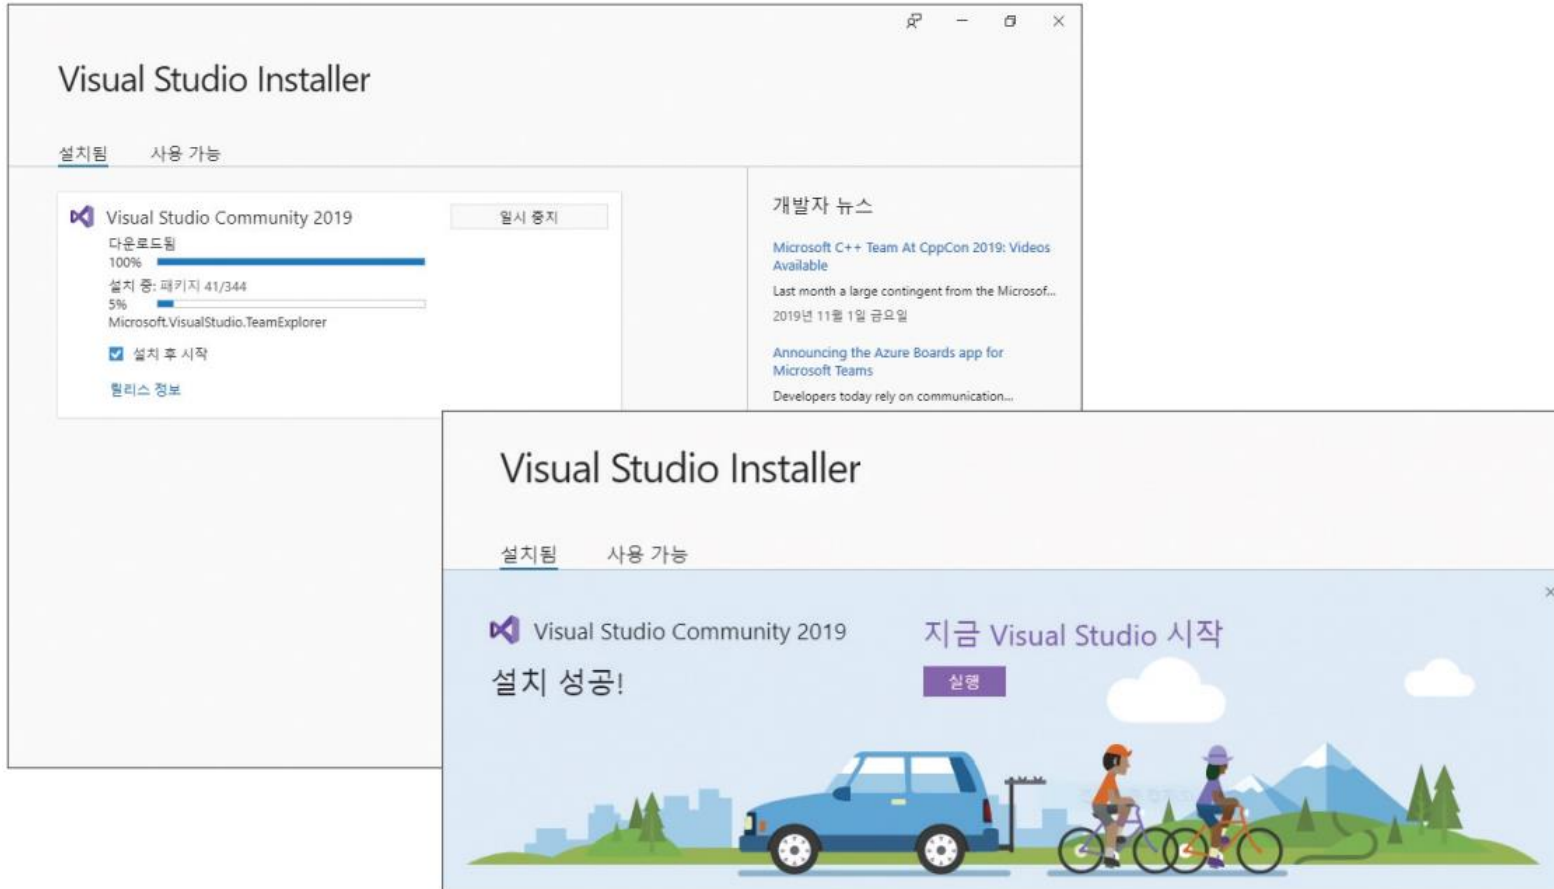 Visual Studio Installer
설치됨 사용 가능
Visual Studio Community 2019
일시 중지
다운로드됨
100%
설치 중: 패키지 41/344
5%
Microsoft.VisualStudio.TeamExplorer
설치 후 시작
릴리스 정보
개발자 뉴스
Microsoft C++ Team At CppCon 2019: Videos
Available
Last month a large contingent from the Microsof...
2019년 11월 1일 금요일
Announcing the Azure Boards app for
Microsoft Teams
Developers today rely on communication...
Visual Studio Installer
설치됨 사용 가능
Visual Studio Community 2019
설치 성공!
지금 Visual Studio 시작
실행